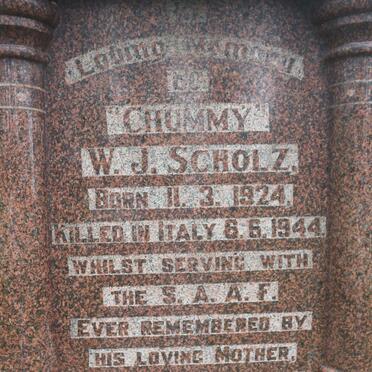 Loving Memory
OF
CHUMMY
W. J. SCHOLZ.
BORN 11. 3. 1924.
KILLED IN ITALY 6. 6. 1944.
WHILST SERVING WITH
THE S. A. A. F.
EVER REMEMBERED BY
HIS LOVING MOTHER.